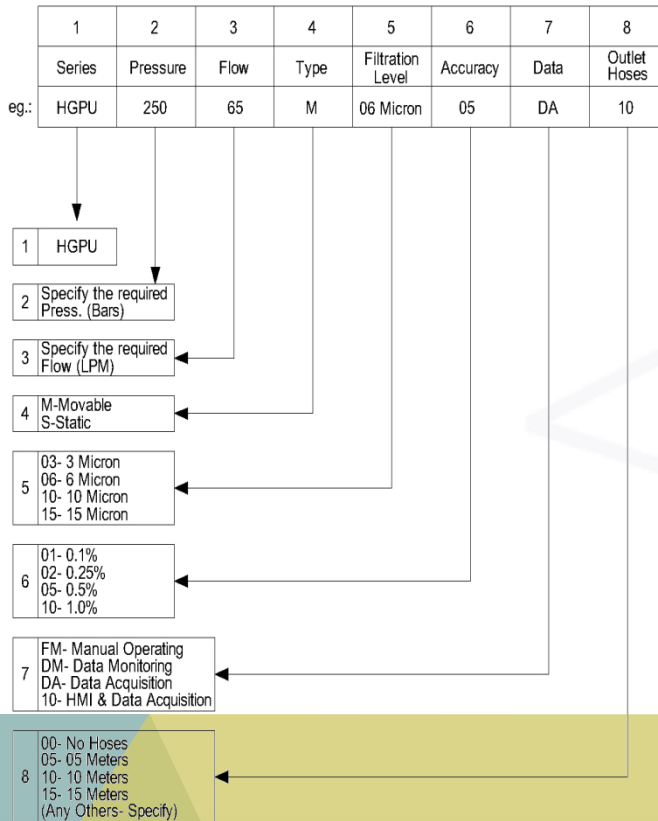 1 2 3 4 5 6 7 8
Series Pressure Flow Type Filtration Level Accuracy Data Outlet Hoses
eg.: HGPU 250 65 M 06 Micron 05 DA 10
1 HGPU
2 Specify the required
Press. (Bars)
3 Specify the required
Flow (LPM)
4 M-Movable
S-Static
5 03- 3 Micron
06- 6 Micron
10- 10 Micron
15- 15 Micron
6 01- 0.1%
02- 0.25%
05- 0.5%
10- 1.0%
7 FM- Manual Operating
DM- Data Monitoring
DA- Data Acquisition
10- HMI & Data Acquisition
8 00- No Hoses
05- 05 Meters
10- 10 Meters
15- 15 Meters
(Any Others- Specify)